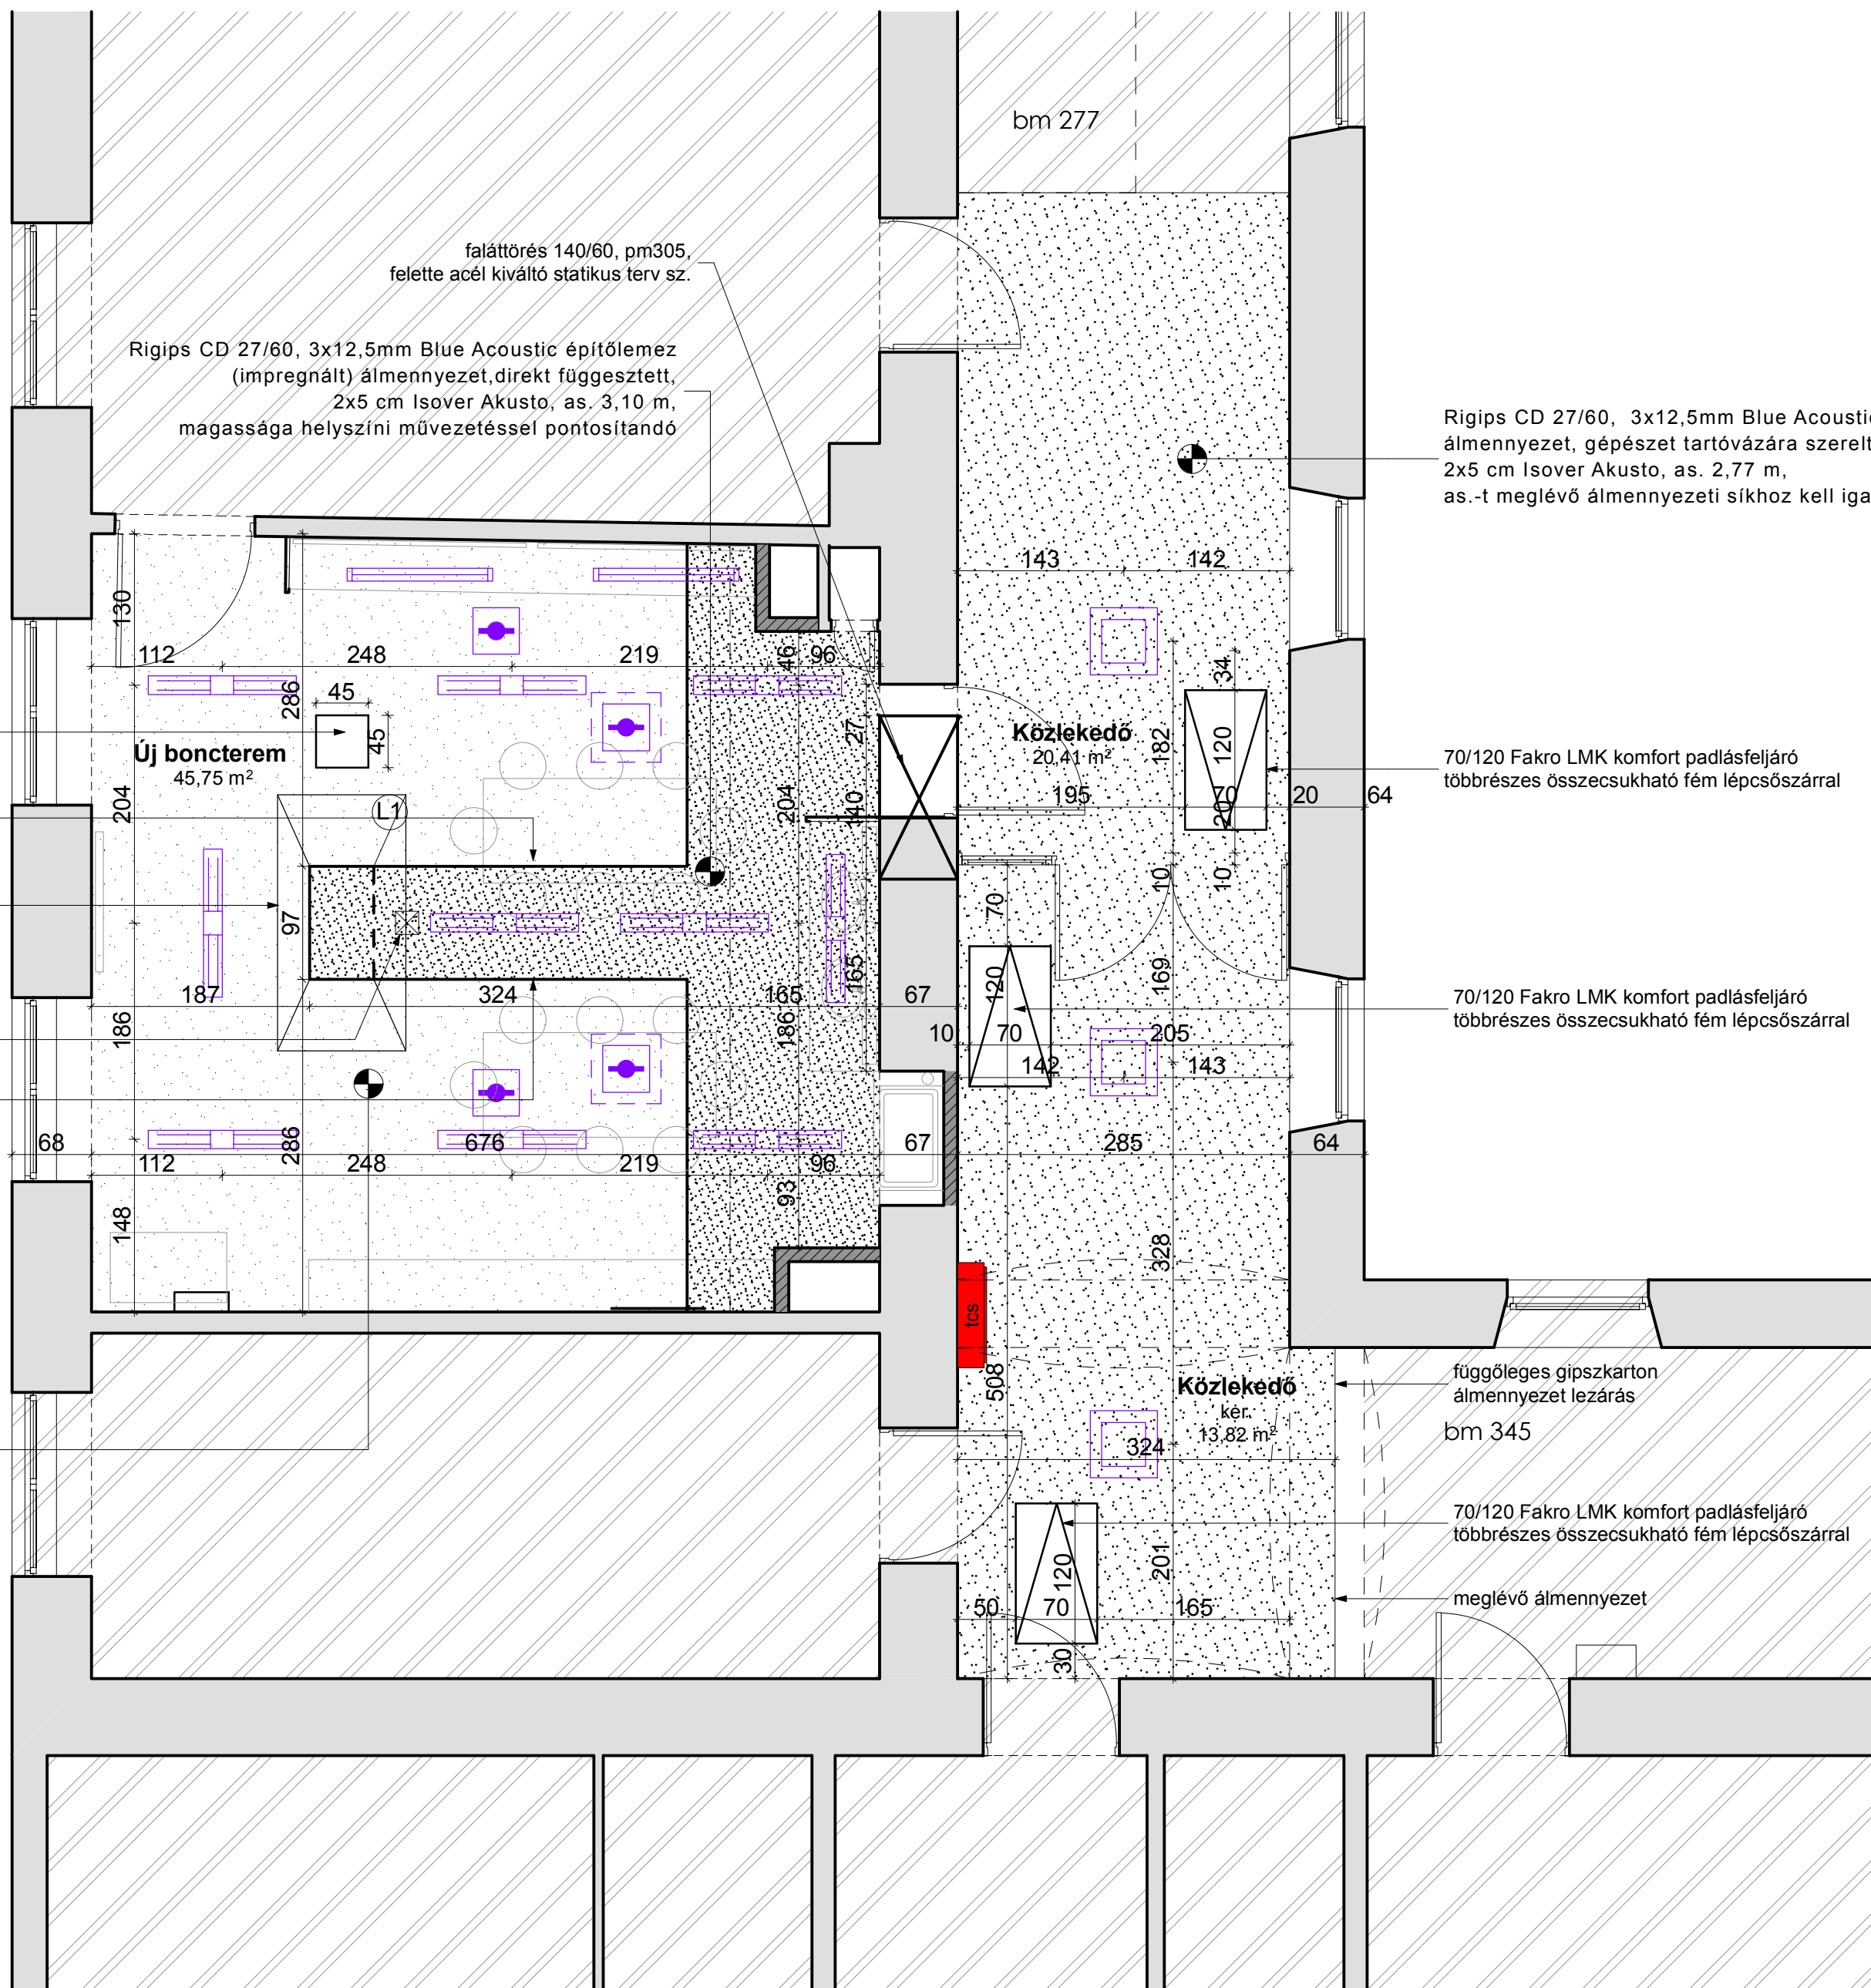 bm 277
faláttörés 140/60, pm305,
felette acél kiváltó statikus terv sz.
Rigips CD 27/60, 3x12,5mm Blue Acoustic építőlemez
(impregnált) álmennyezet,direkt függesztett,
2x5 cm Isover Akusto, as. 3,10 m,
magassága helyszíni művezetéssel pontosítandó
Rigips CD 27/60, 3x12,5mm Blue Acoustic
álmennyezet, gépészet tartóvázára szerelt
2x5 cm Isover Akusto, as. 2,77 m,
as.-t meglévő álmennyezeti síkhoz kell iga
143 142
130
112 248 219 46 96
34
286
45
45
27
182
120
Új boncterem
45,75 m²
Közlekedő
20,41 m²
70/120 Fakro LMK komfort padlásfeljáró
többrészes összecsukható fém lépcsőszárral
204
L1
204
140
195 70 20 64
20
10
10
97
70
120
165
169
187 324 165 67
70/120 Fakro LMK komfort padlásfeljáró
többrészes összecsukható fém lépcsőszárral
186
186
10 70 205
142 143
68 286 676 67 285 64
112 248 219 96
148
93
328
tcs
508
Közlekedő
ker.
13,82 m²
324
függőleges gipszkarton
álmennyezet lezárás
bm 345
70/120 Fakro LMK komfort padlásfeljáró
többrészes összecsukható fém lépcsőszárral
120
201
meglévő álmennyezet
50 70 165
30